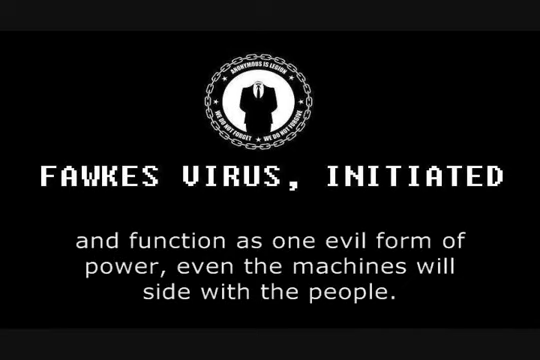 ANONYMOUS IS LEGION
WE DO NOT FORGET ★ WE DO NOT FORGIVE
FAWKES VIRUS, INITIATED
and function as one evil form of
power, even the machines will
side with the people.